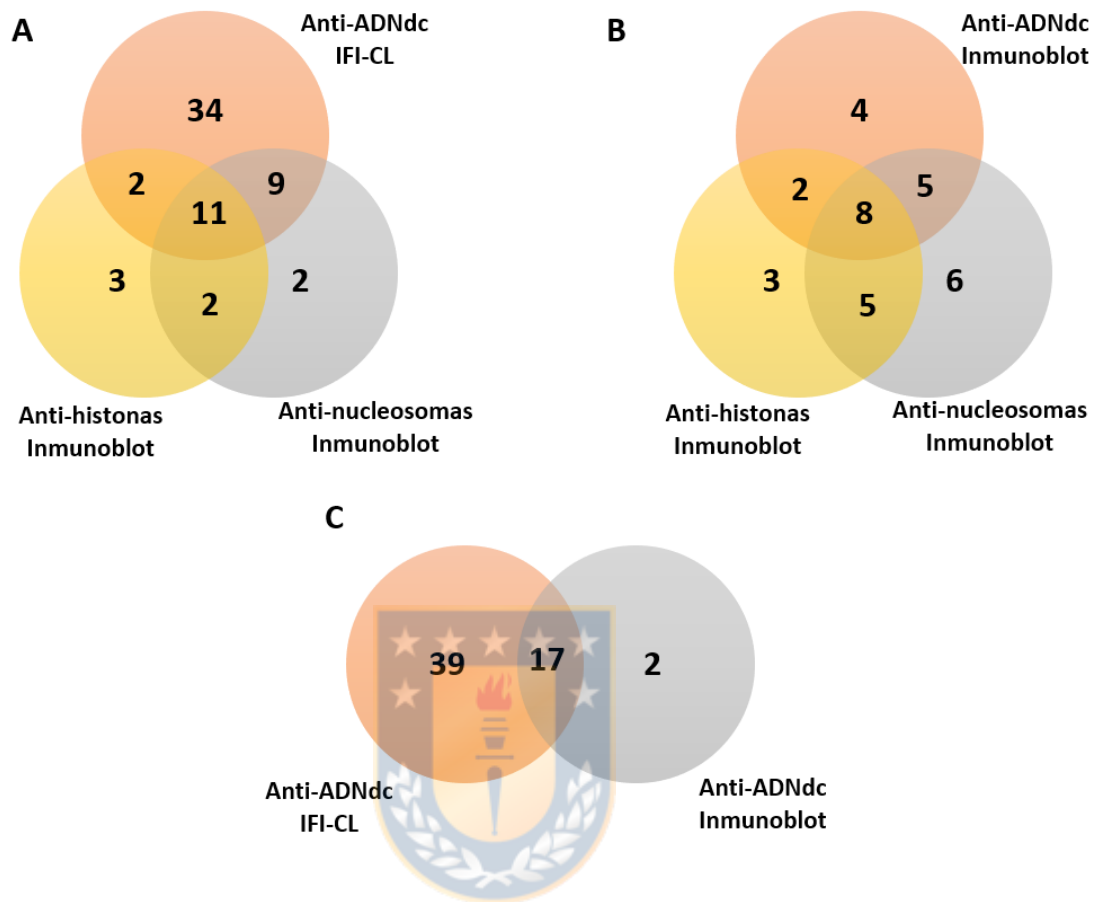 A
Anti-ADNdc
IFI-CL
34
2
9
11
3
2
2
Anti-histonas
Inmunoblot
Anti-nucleosomas
Inmunoblot
B
Anti-ADNdc
Inmunoblot
4
2
5
8
3
6
5
Anti-histonas
Inmunoblot
Anti-nucleosomas
Inmunoblot
C
39
17
2
Anti-ADNdc
IFI-CL
Anti-ADNdc
Inmunoblot